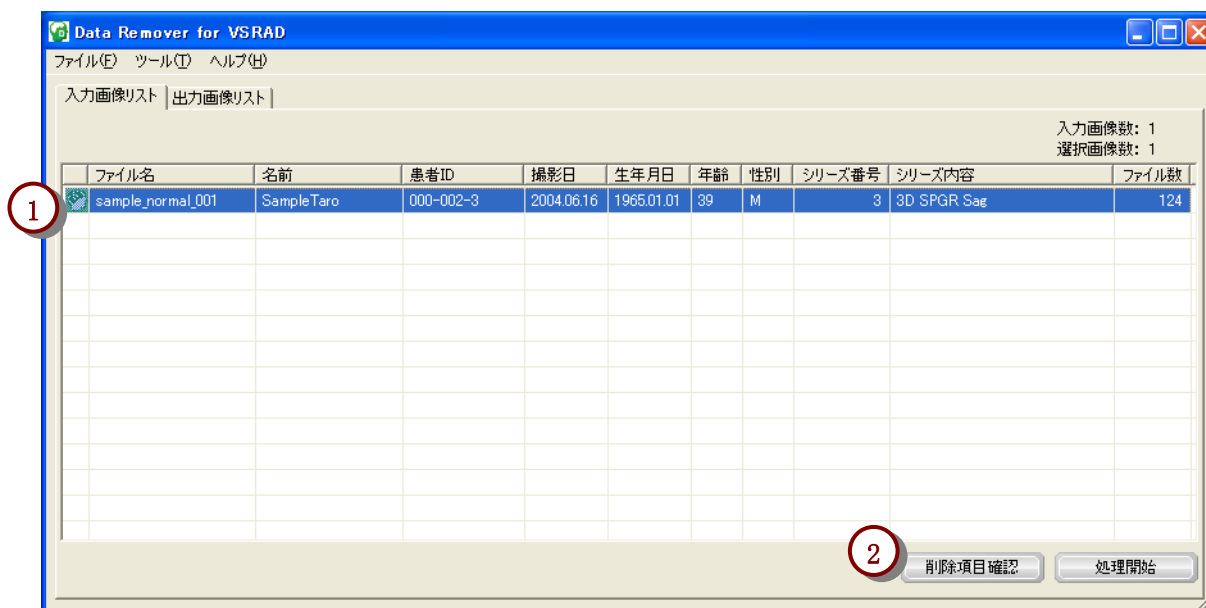 Data Remover for VSRAD
ファイル(F) ツール(T) ヘルプ(H)
入力画像リスト 出力画像リスト
入力画像数: 1
選択画像数: 1
ファイル名 名前 患者ID 撮影日 生年月日 年齢 性別 シリーズ番号 シリーズ内容 ファイル数
1 sample_normal_001 SampleTaro 000-002-3 2004.06.16 1965.01.01 39 M 3 3D SPGR Sag 124
2 削除項目確認 処理開始